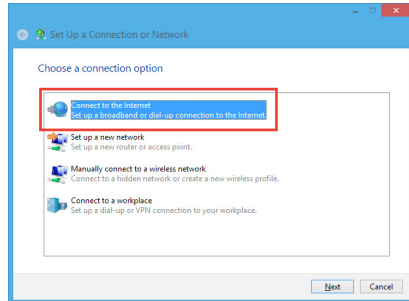 Set Up a Connection or Network
Choose a connection option
Connect to the Internet
Set up a broadband or dial-up connection to the Internet.
Set up a new network
Set up a new router or access point.
Manually connect to a wireless network
Connect to a hidden network or create a new wireless profile.
Connect to a workplace
Set up a dial-up or VPN connection to your workplace.
Next
Cancel